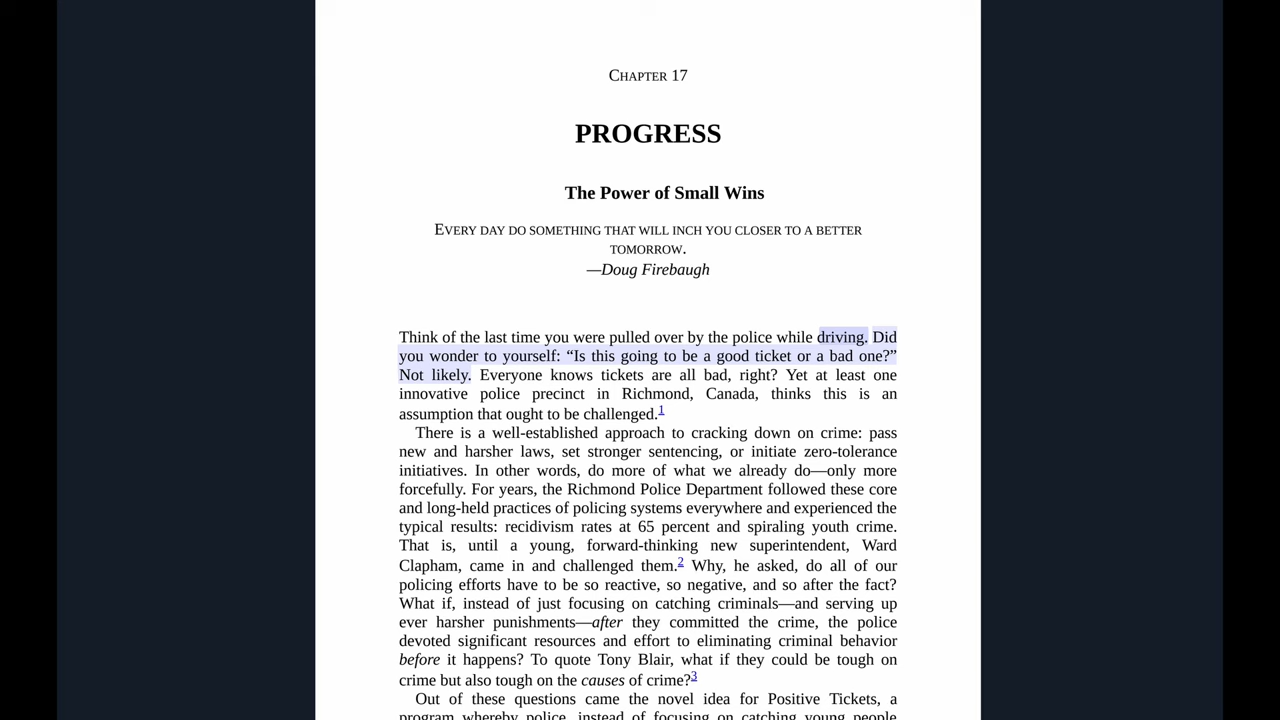 CHAPTER 17
PROGRESS
The Power of Small Wins
EVERY DAY DO SOMETHING THAT WILL INCH YOU CLOSER TO A BETTER
TOMORROW.
—Doug Firebaugh
Think of the last time you were pulled over by the police while driving. Did
you wonder to yourself: “Is this going to be a good ticket or a bad one?”
Not likely. Everyone knows tickets are all bad, right? Yet at least one
innovative police precinct in Richmond, Canada, thinks this is an
assumption that ought to be challenged.1
There is a well-established approach to cracking down on crime: pass
new and harsher laws, set stronger sentencing, or initiate zero-tolerance
initiatives. In other words, do more of what we already do—only more
forcefully. For years, the Richmond Police Department followed these core
and long-held practices of policing systems everywhere and experienced the
typical results: recidivism rates at 65 percent and spiraling youth crime.
That is, until a young, forward-thinking new superintendent, Ward
Clapham, came in and challenged them.2 Why, he asked, do all of our
policing efforts have to be so reactive, so negative, and so after the fact?
What if, instead of just focusing on catching criminals—and serving up
ever harsher punishments—after they committed the crime, the police
devoted significant resources and effort to eliminating criminal behavior
before it happens? To quote Tony Blair, what if they could be tough on
crime but also tough on the causes of crime?3
Out of these questions came the novel idea for Positive Tickets, a
program whereby police, instead of focusing on catching young people